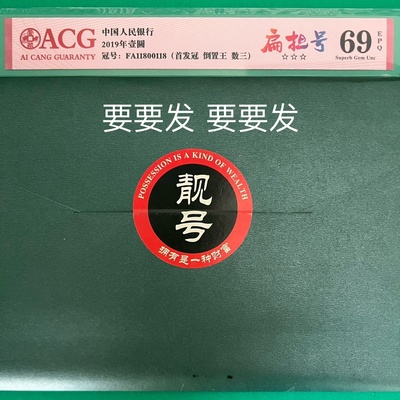 ACG
AI CANG GUARANTY
中国人民银行
2019年壹圆
冠号：FA11800118（首发冠 倒置王 数三）
扁担号
☆☆☆
69
EPQ
Superb Gem Unc
要要发 要要发
POSSESSION IS A KIND OF WEALTH
靓号
拥有是一种财富